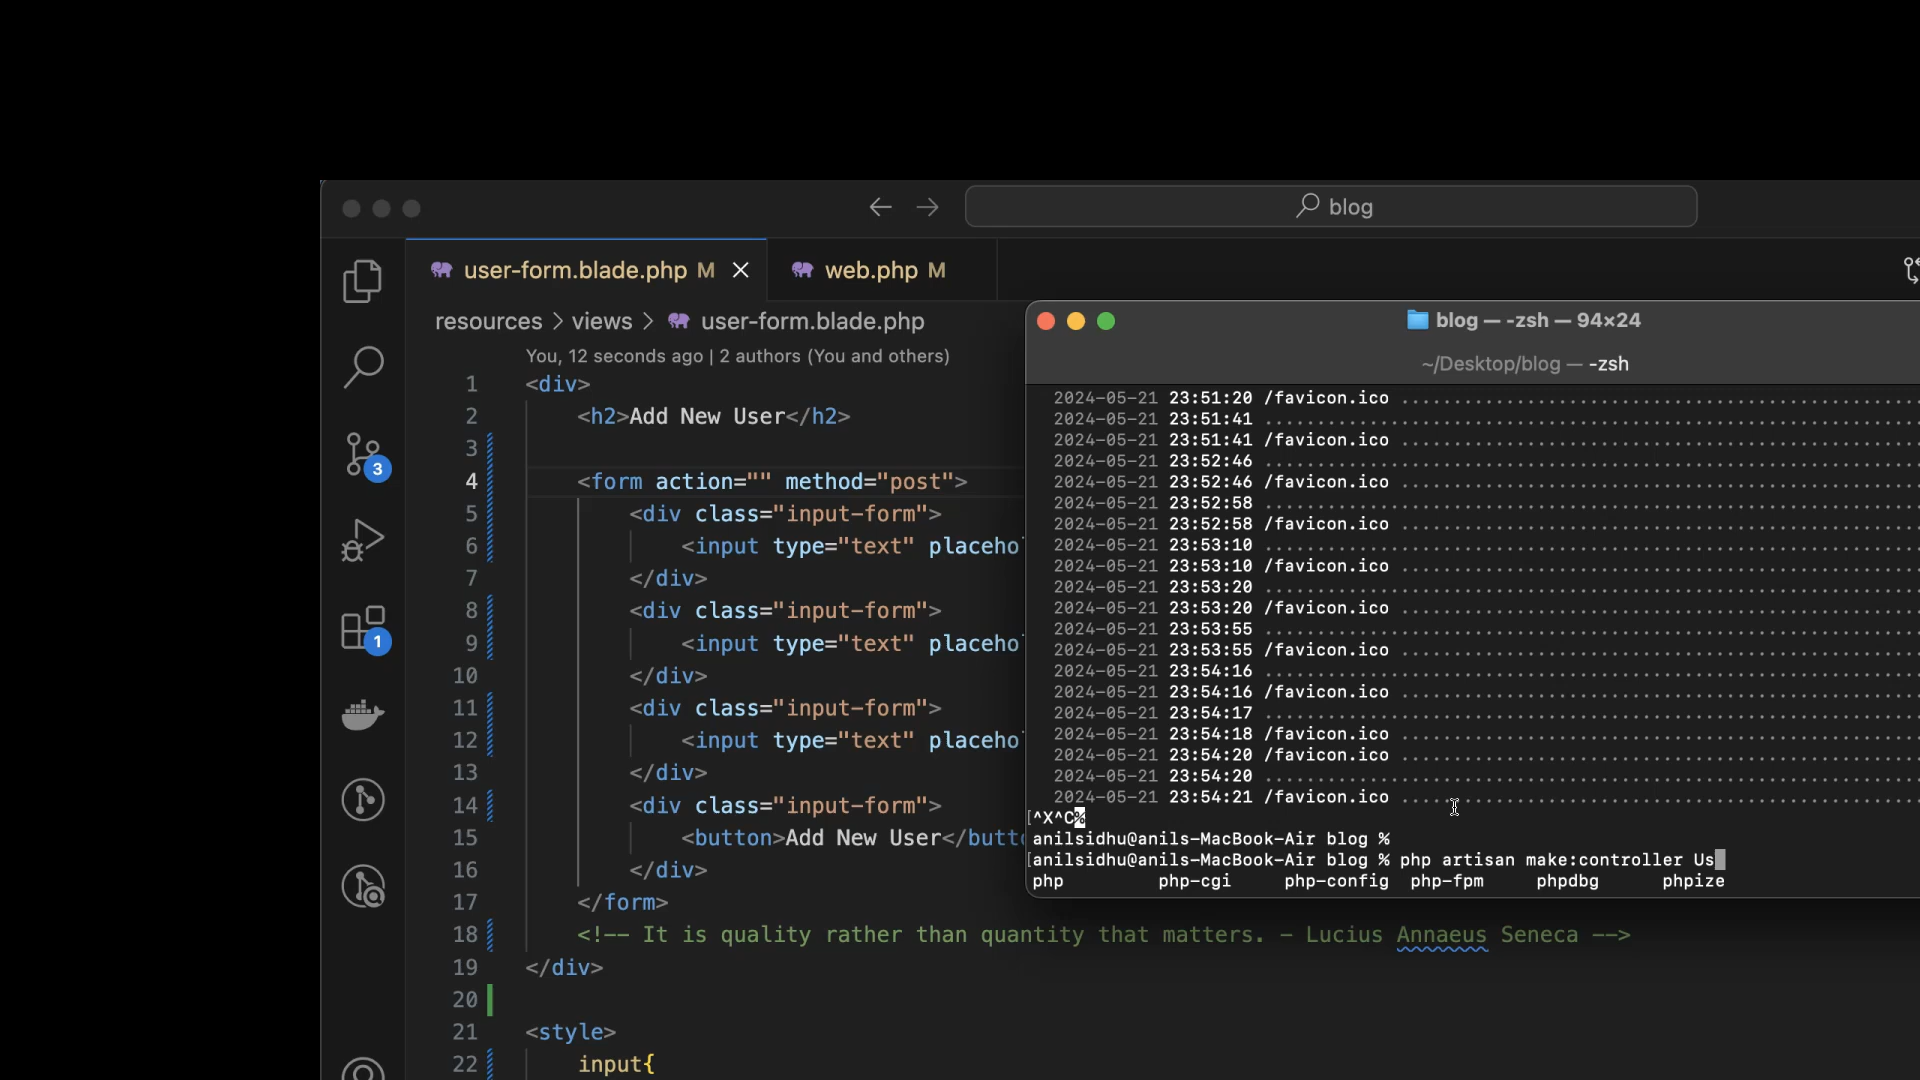 blog
user-form.blade.php M
web.php M
resources > views > user-form.blade.php
You, 12 seconds ago | 2 authors (You and others)
1 <div>
2 <h2>Add New User</h2>
3
4 <form action="" method="post">
5 <div class="input-form">
6 <input type="text" placeho
7 </div>
8 <div class="input-form">
9 <input type="text" placeho
10 </div>
11 <div class="input-form">
12 <input type="text" placeho
13 </div>
14 <div class="input-form">
15 <button>Add New User</butto
16 </div>
17 </form>
18 <!-- It is quality rather than quantity that matters. - Lucius Annaeus Seneca -->
19 </div>
20
21 <style>
22 input{
3
1
blog — -zsh — 94×24
~/Desktop/blog — -zsh
2024-05-21 23:51:20 /favicon.ico ........................................
2024-05-21 23:51:41 ........................................
2024-05-21 23:51:41 /favicon.ico ........................................
2024-05-21 23:52:46 ........................................
2024-05-21 23:52:46 /favicon.ico ........................................
2024-05-21 23:52:58 ........................................
2024-05-21 23:52:58 /favicon.ico ........................................
2024-05-21 23:53:10 ........................................
2024-05-21 23:53:10 /favicon.ico ........................................
2024-05-21 23:53:20 ........................................
2024-05-21 23:53:20 /favicon.ico ........................................
2024-05-21 23:53:55 ........................................
2024-05-21 23:53:55 /favicon.ico ........................................
2024-05-21 23:54:16 ........................................
2024-05-21 23:54:16 /favicon.ico ........................................
2024-05-21 23:54:17 ........................................
2024-05-21 23:54:18 /favicon.ico ........................................
2024-05-21 23:54:20 /favicon.ico ........................................
2024-05-21 23:54:20 ........................................
2024-05-21 23:54:21 /favicon.ico ........................................
[^X^C%
anilsidhu@anils-MacBook-Air blog %
[anilsidhu@anils-MacBook-Air blog % php artisan make:controller Us
php php-cgi php-config php-fpm phpdbg phpize